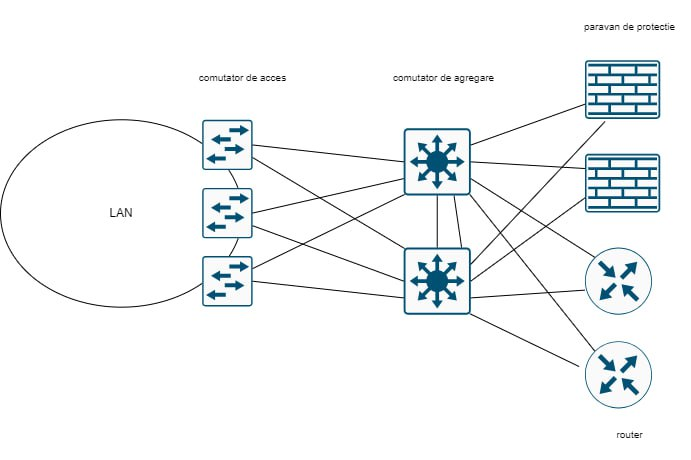 paravan de protectie
comutator de acces
comutator de agregare
LAN
router